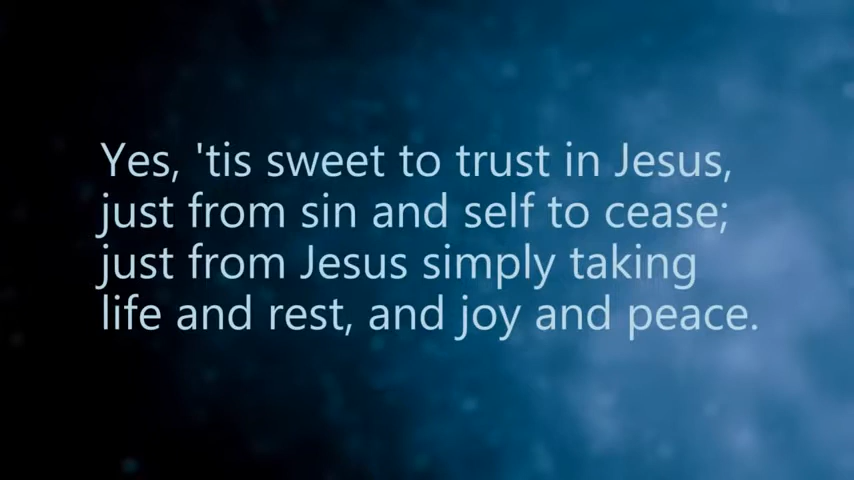 Yes, 'tis sweet to trust in Jesus,
just from sin and self to cease;
just from Jesus simply taking
life and rest, and joy and peace.